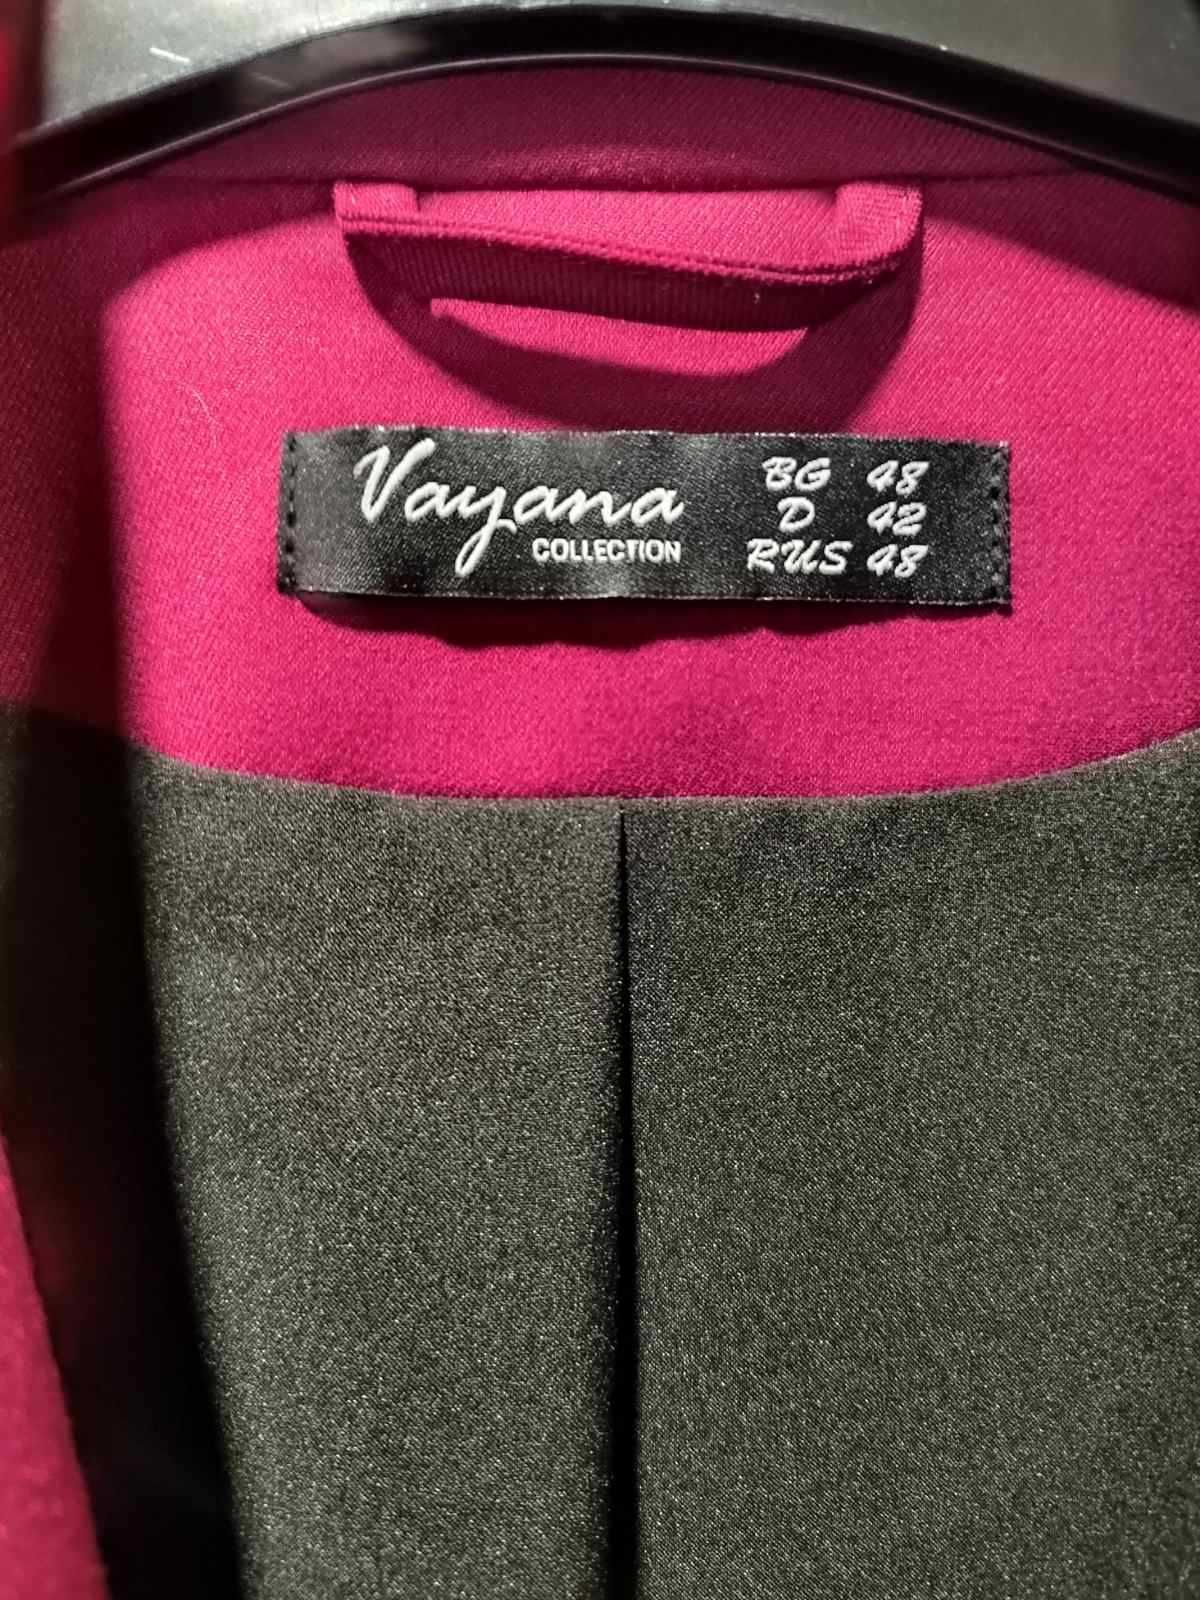 Vayana
COLLECTION
BG 48
D 42
RUS 48